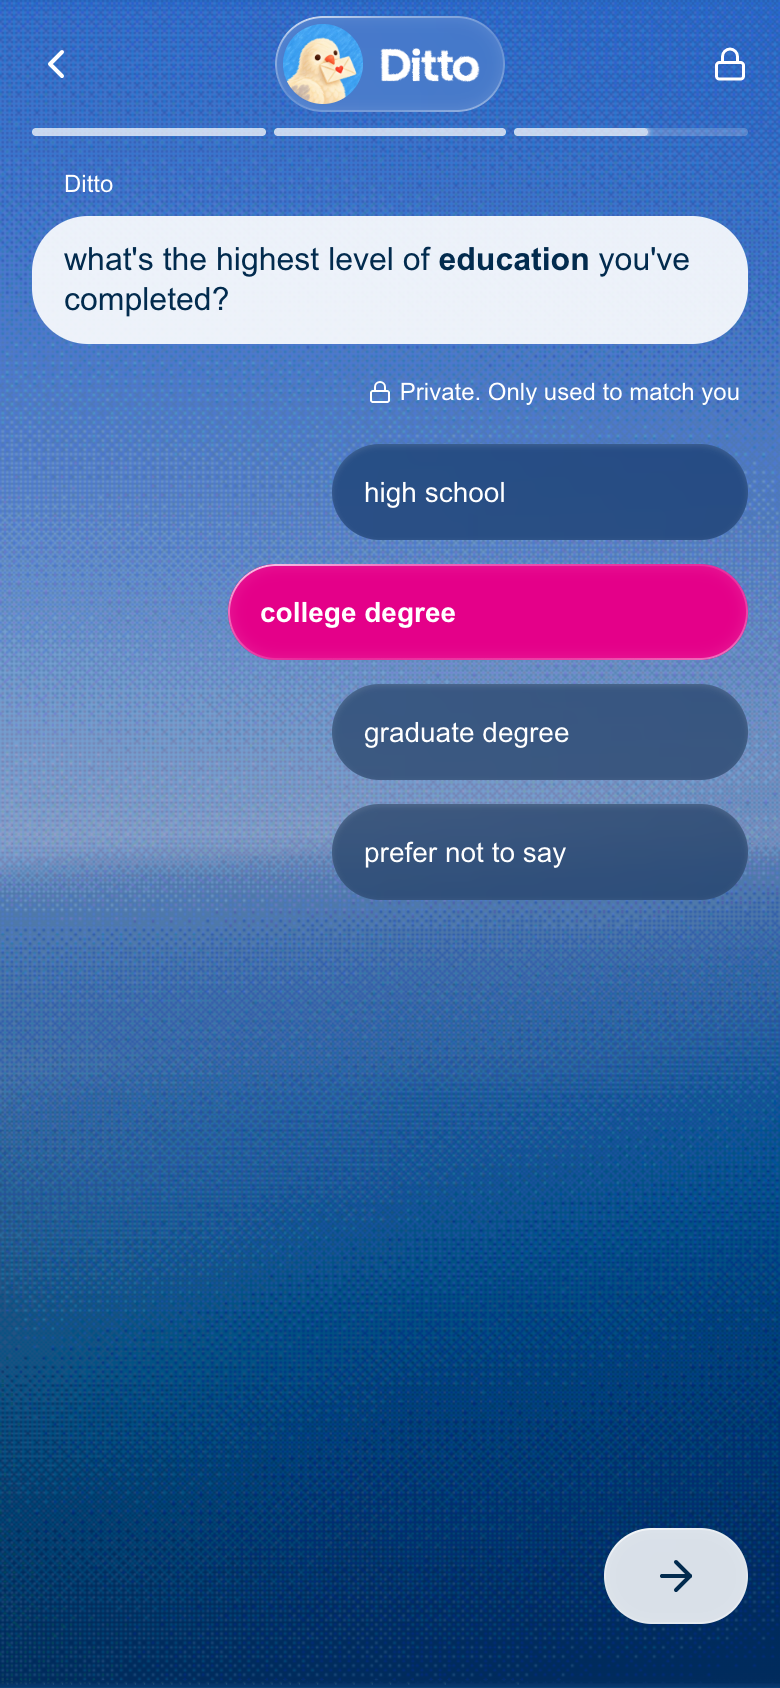 Ditto
Ditto
what's the highest level of education you've
completed?
Private. Only used to match you
high school
college degree
graduate degree
prefer not to say